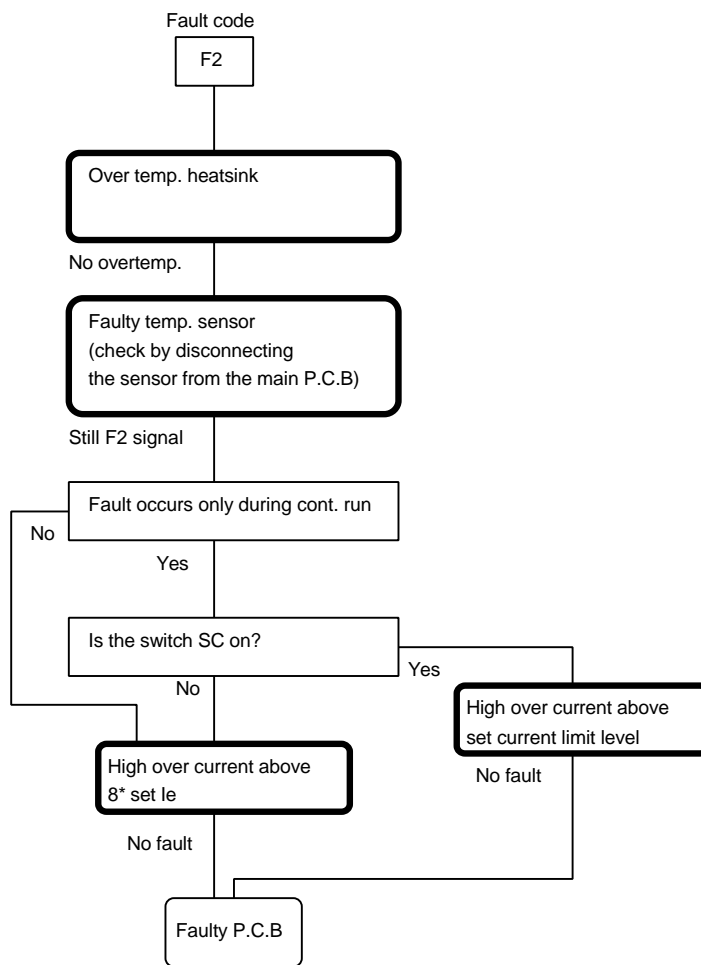 Fault code
F2
Over temp. heatsink
No overtemp.
Faulty temp. sensor
(check by disconnecting
the sensor from the main P.C.B)
Still F2 signal
Fault occurs only during cont. run
No
Yes
Is the switch SC on?
Yes
No
High over current above
set current limit level
High over current above
8* set Ie
No fault
No fault
Faulty P.C.B